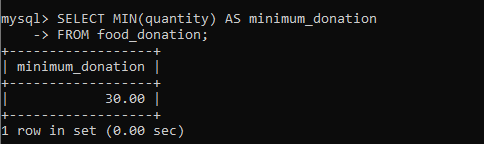 mysql> SELECT MIN(quantity) AS minimum_donation
    -> FROM food_donation;
+------------------+
| minimum_donation |
+------------------+
|            30.00 |
+------------------+
1 row in set (0.00 sec)